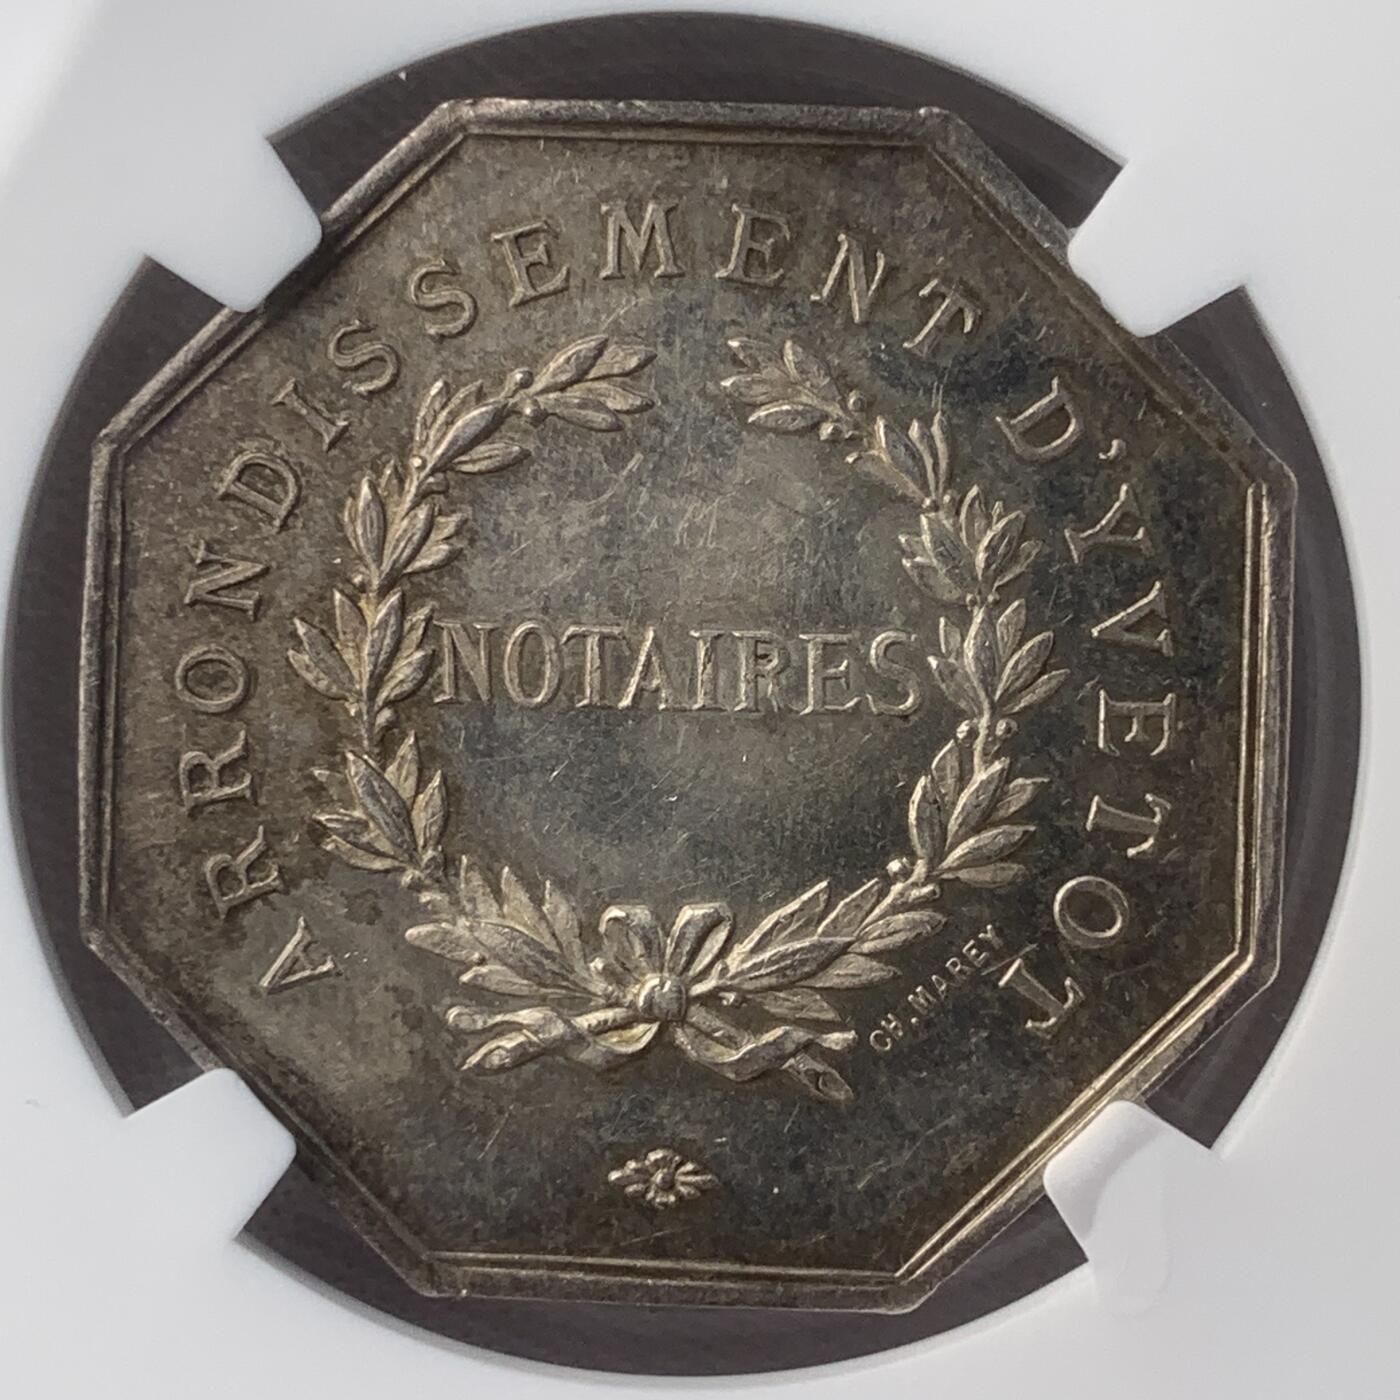 ARRONDISSEMENT D'YVETOT
NOTAIRES
CH. MAREY